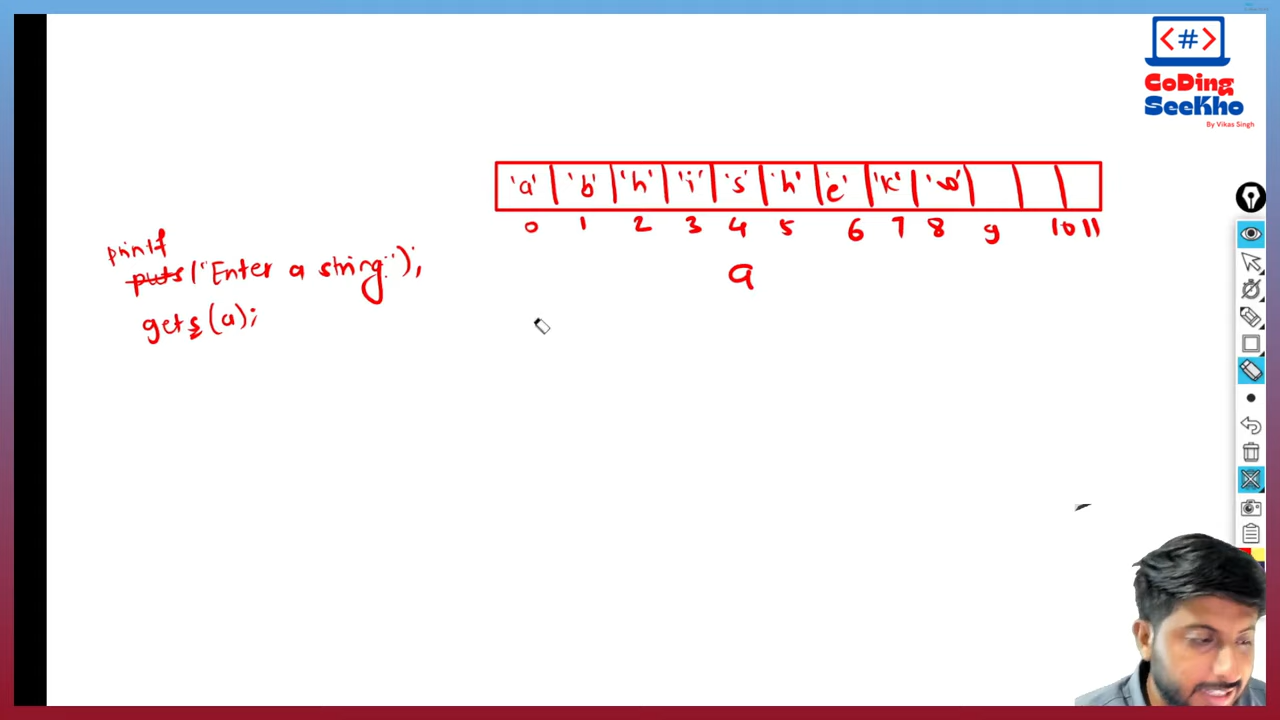 CoDing
SeeKho
By Vikas Singh
'a' 'b' 'h' 'i' 's' 'h' 'e' 'k' '\0'
0 1 2 3 4 5 6 7 8 9 10 11
a
printf
puts("Enter a string:");
gets(a);